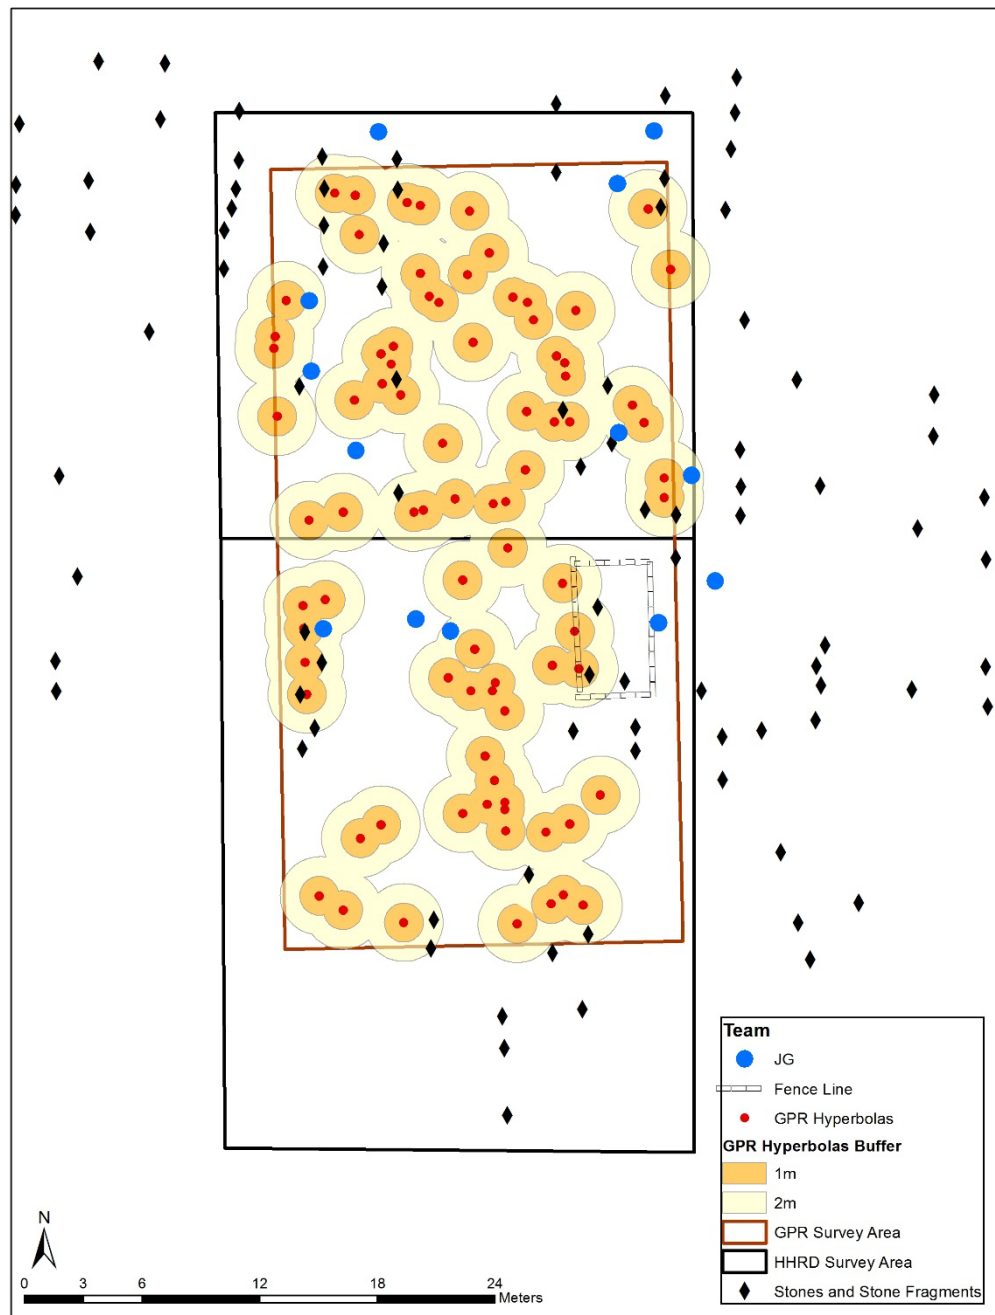 Team
JG
Fence Line
GPR Hyperbolas
GPR Hyperbolas Buffer
1m
2m
GPR Survey Area
HHRD Survey Area
Stones and Stone Fragments
N
0 3 6 12 18 24
Meters